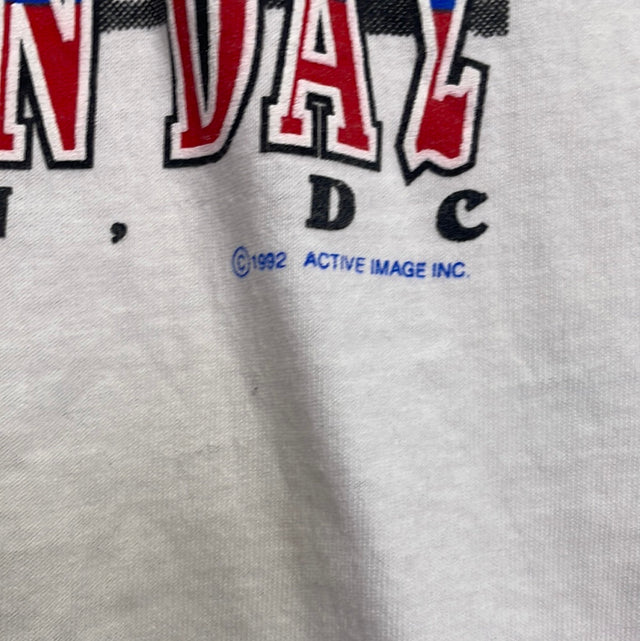 N DAY
N, DC
©1992 ACTIVE IMAGE INC.